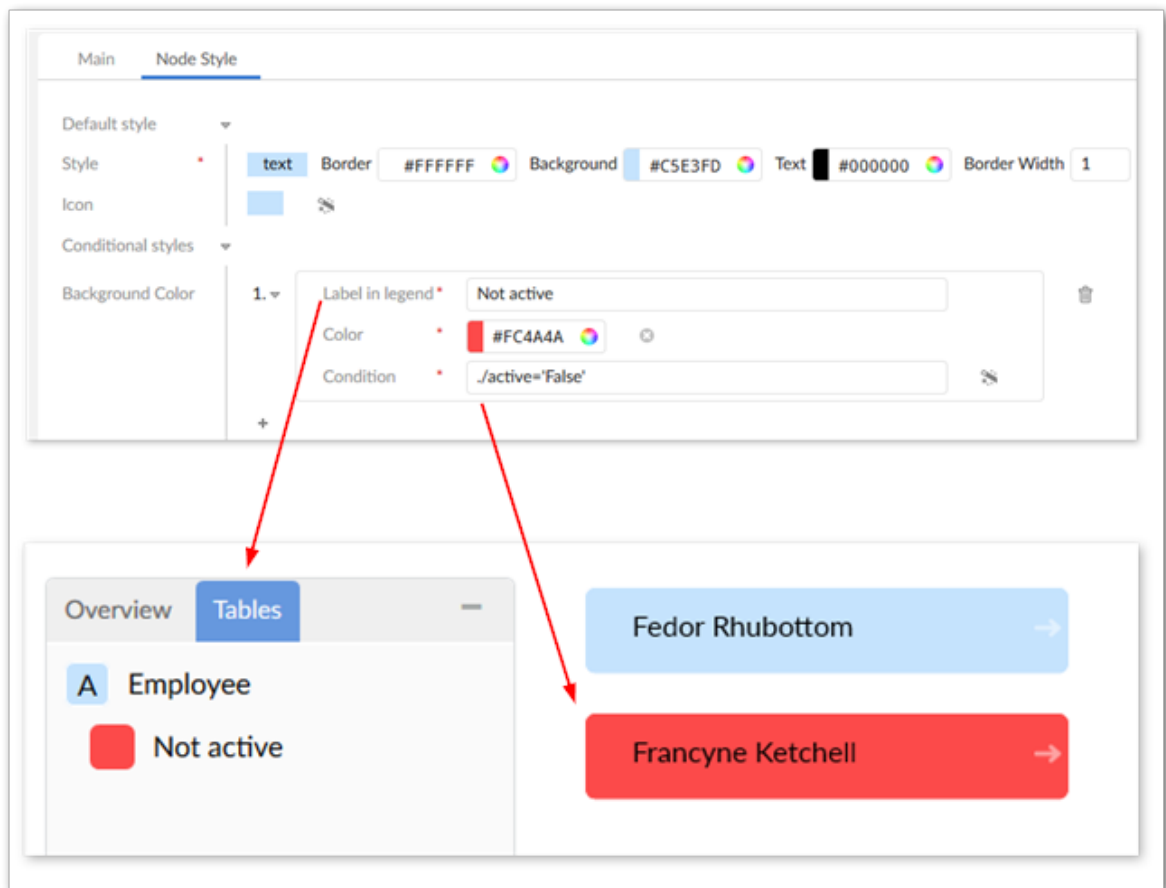 Main Node Style
Default style
Style * text Border #FFFFFF Background #C5E3FD Text #000000 Border Width 1
Icon
Conditional styles
Background Color 1. Label in legend * Not active
Color * #FC4A4A
Condition * ./active='False'
+
Overview Tables
A Employee
Not active
Fedor Rhubottom
Francyne Ketchell